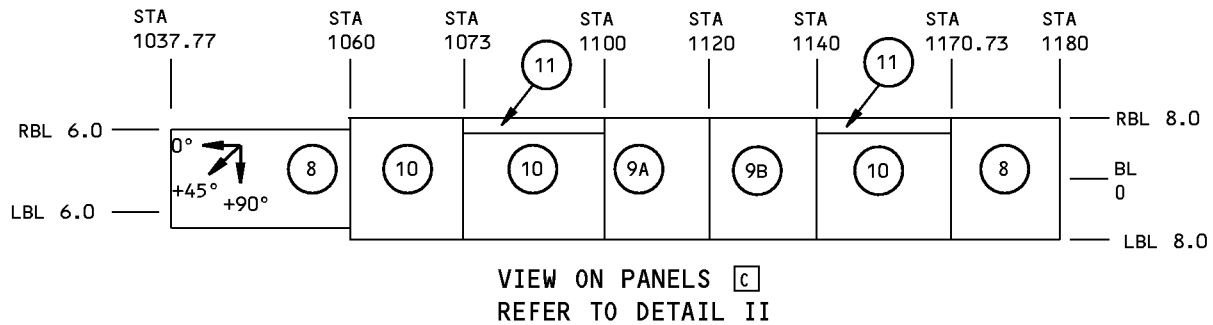 STA STA STA STA STA STA STA STA
1037.77 1060 1073 1100 1120 1140 1170.73 1180
11 11
RBL 6.0 RBL 8.0
0° 8 10 10 9A 9B 10 8 BL
0
+45°
+90°
LBL 6.0 LBL 8.0
VIEW ON PANELS C
REFER TO DETAIL II